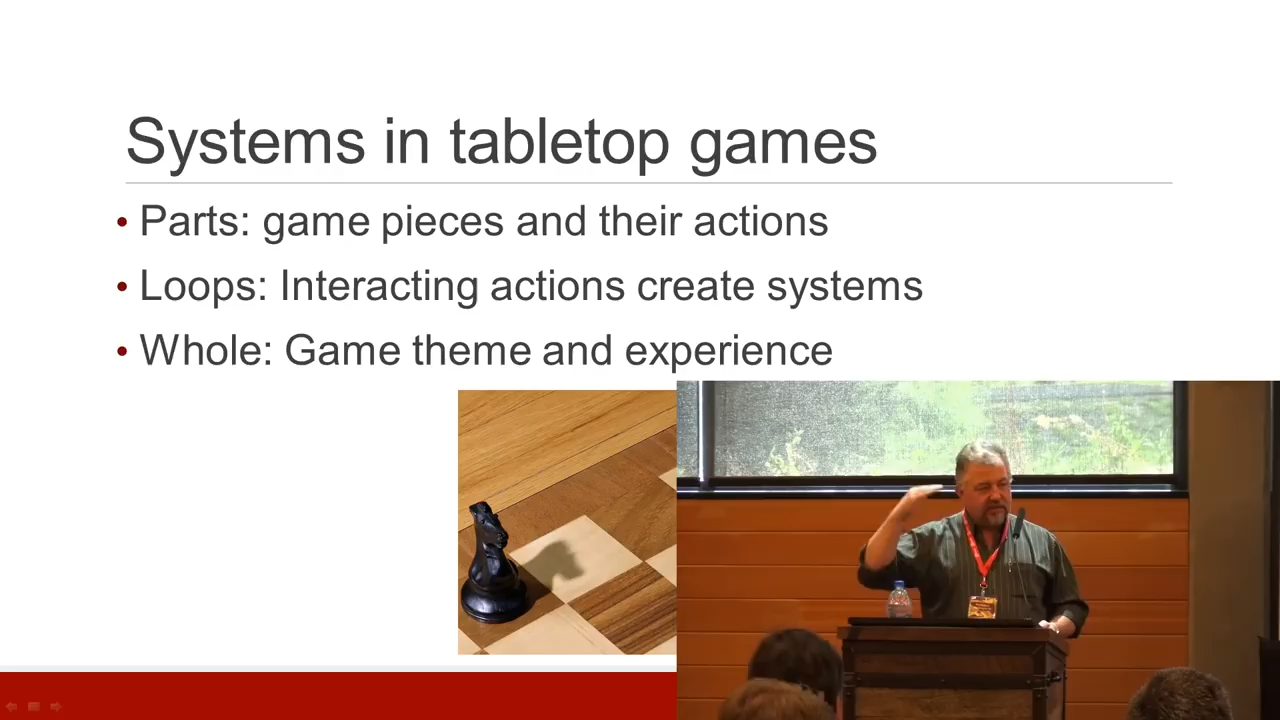 Systems in tabletop games
• Parts: game pieces and their actions
• Loops: Interacting actions create systems
• Whole: Game theme and experience